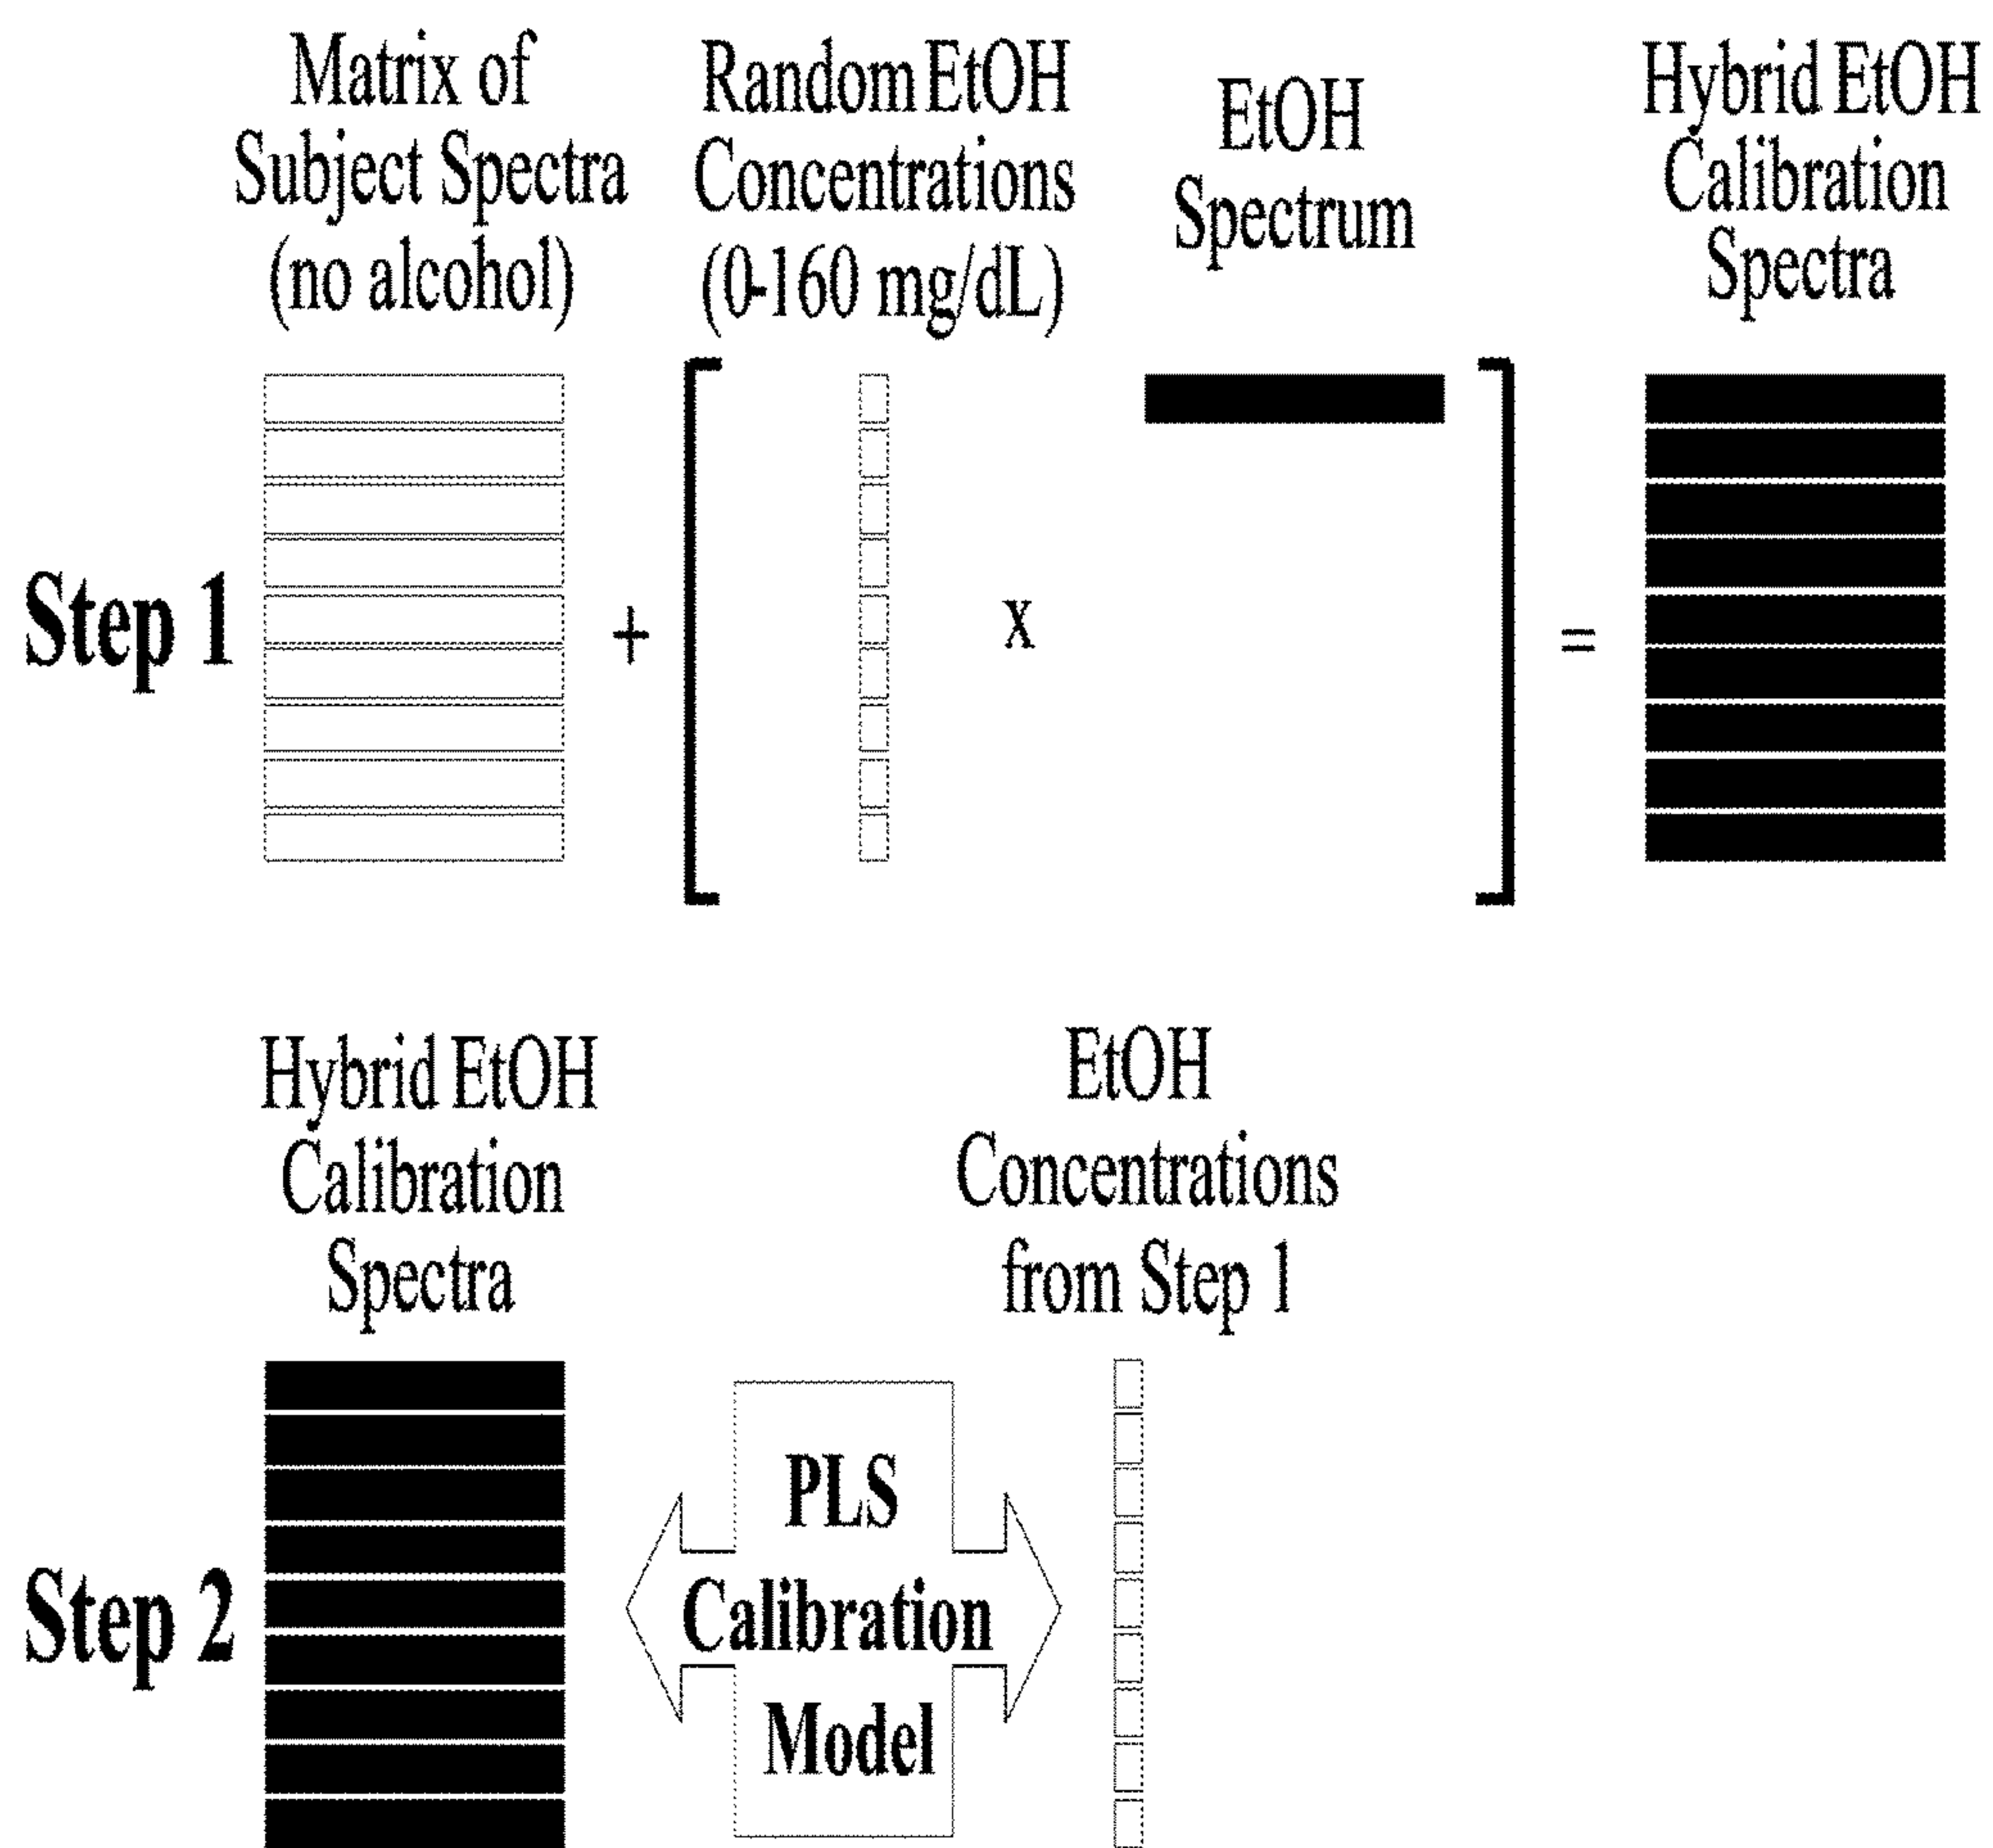 Matrix of
Subject Spectra
(no alcohol)
Random EtOH
Concentrations
(0-160 mg/dL)
EtOH
Spectrum
Hybrid EtOH
Calibration
Spectra
Step 1
+
x
=
Hybrid EtOH
Calibration
Spectra
EtOH
Concentrations
from Step 1
Step 2
PLS
Calibration
Model